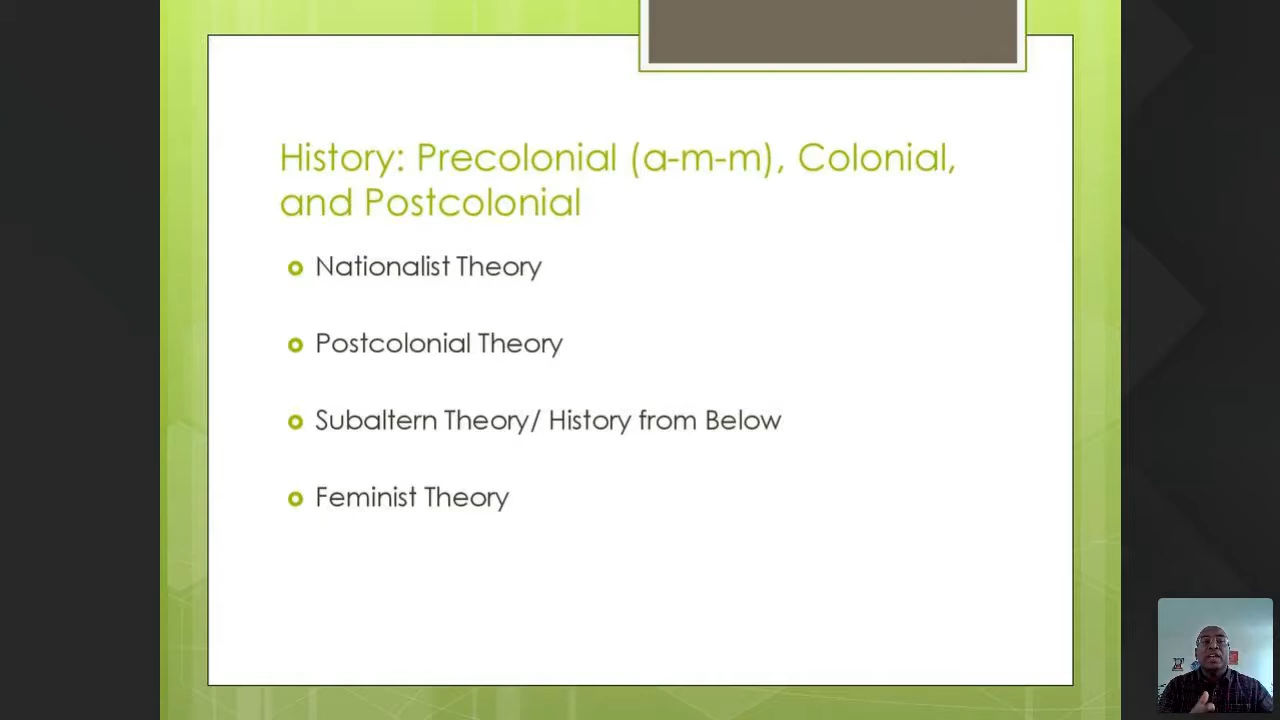 History: Precolonial (a-m-m), Colonial,
and Postcolonial
Nationalist Theory
Postcolonial Theory
Subaltern Theory/ History from Below
Feminist Theory